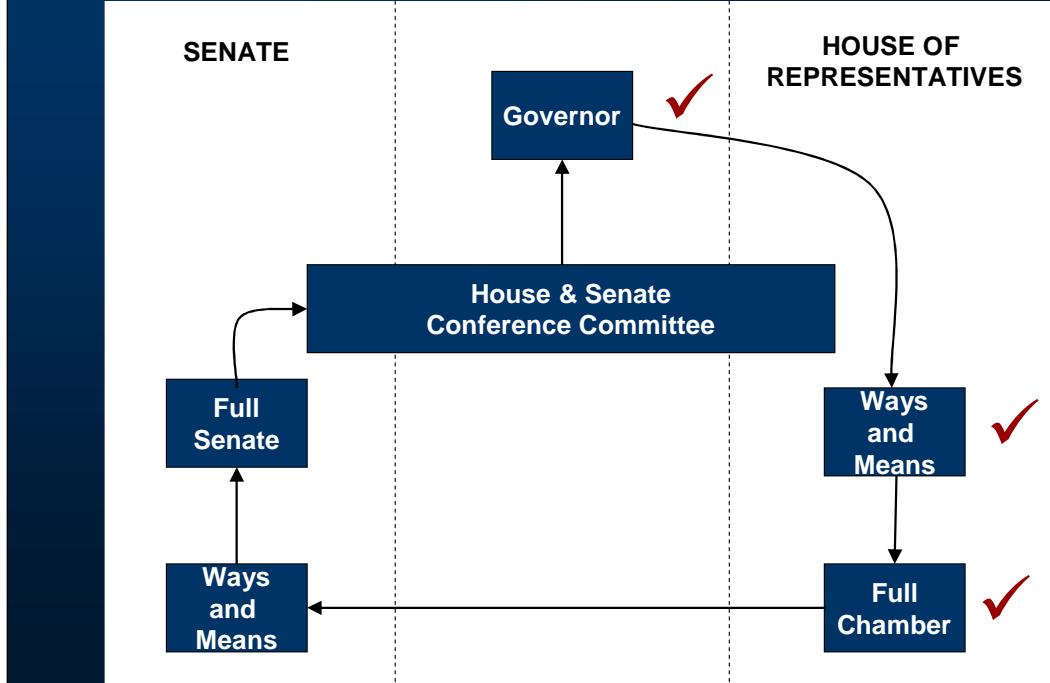 SENATE
HOUSE OF
REPRESENTATIVES
Governor
House & Senate
Conference Committee
Full
Senate
Ways
and
Means
Ways
and
Means
Full
Chamber